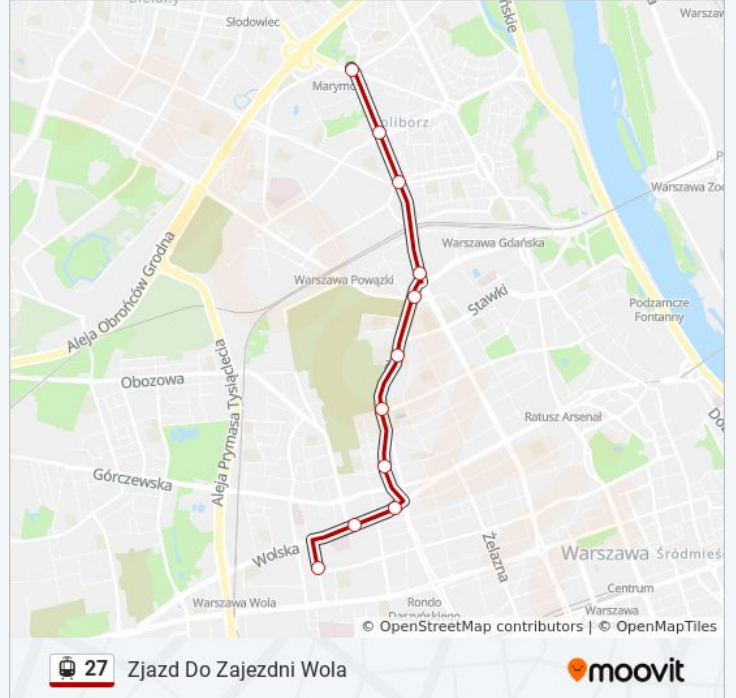 Słodowiec
Warszaw
Marymo
oliborz
Warszawa Zoo
Warszawa Gdańska
Warszawa Powązki
Stawki
Podzamcze
Fontanny
Aleja Obrońców Grodna
Obozowa
Aleja Prymasa Tysiąclecia
Ratusz Arsenał
Górczewska
Wolska
Żelazna
Warszawa Śródmieś
Centrum
Warszawa Wola
Rondo
Daszyńskiego
Warszawa
© OpenStreetMap contributors | © OpenMapTiles
27 Zjazd Do Zajezdni Wola
moovit